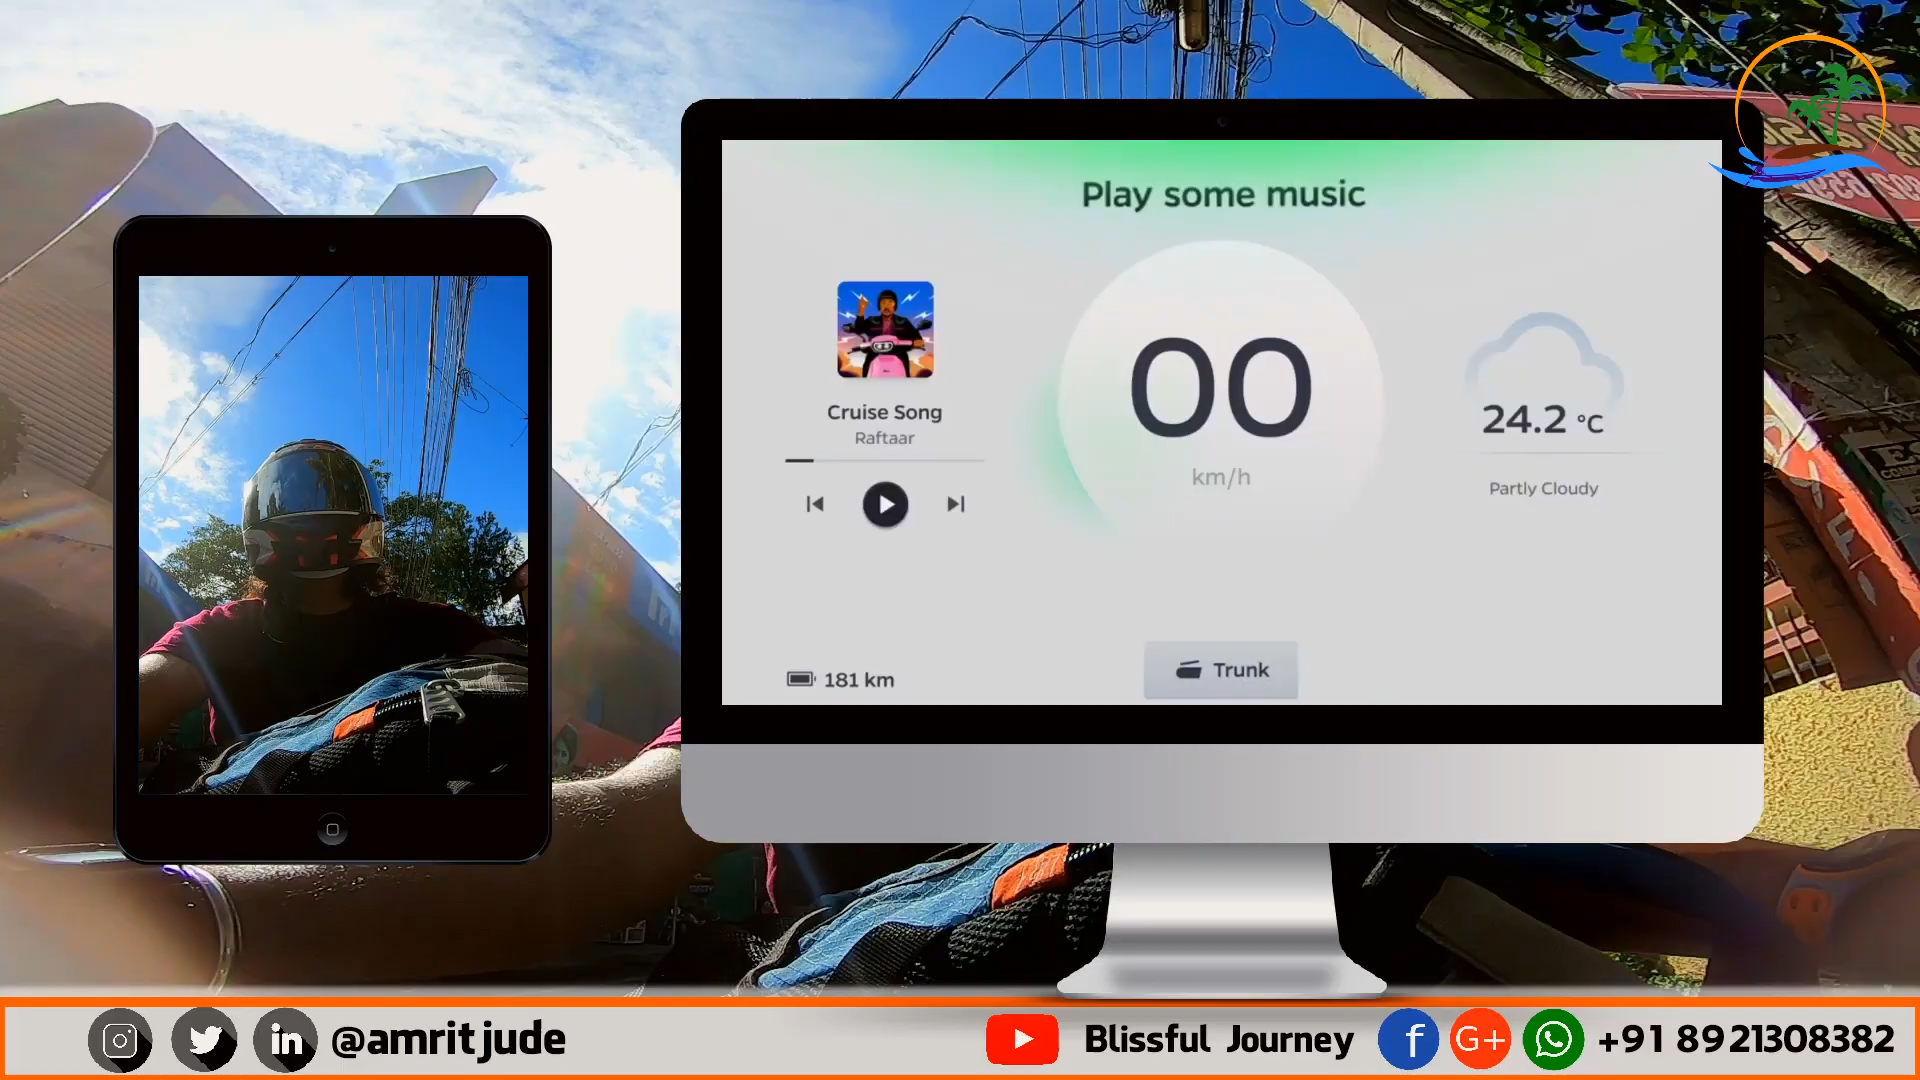 Play some music
Cruise Song
Raftaar
00
km/h
24.2 °C
Partly Cloudy
181 km
Trunk
@amritjude
Blissful Journey
G+
+91 8921308382